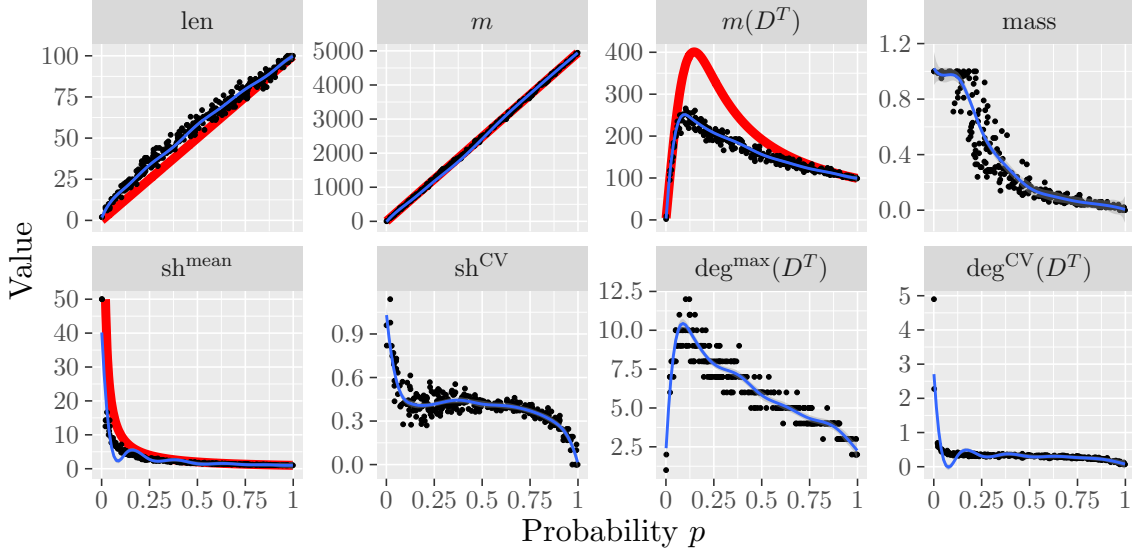 len m m(D^T) mass
100 75 50 25 0
5000 4000 3000 2000 1000 0
400 300 200 100 0
1.2 0.8 0.4 0.0
Value
sh^mean sh^CV deg^max(D^T) deg^CV(D^T)
50 40 30 20 10 0
0.9 0.6 0.3 0.0
12.5 10.0 7.5 5.0 2.5
5 4 3 2 1 0
0 0.25 0.5 0.75 1 0 0.25 0.5 0.75 1 0 0.25 0.5 0.75 1 0 0.25 0.5 0.75 1
Probability p